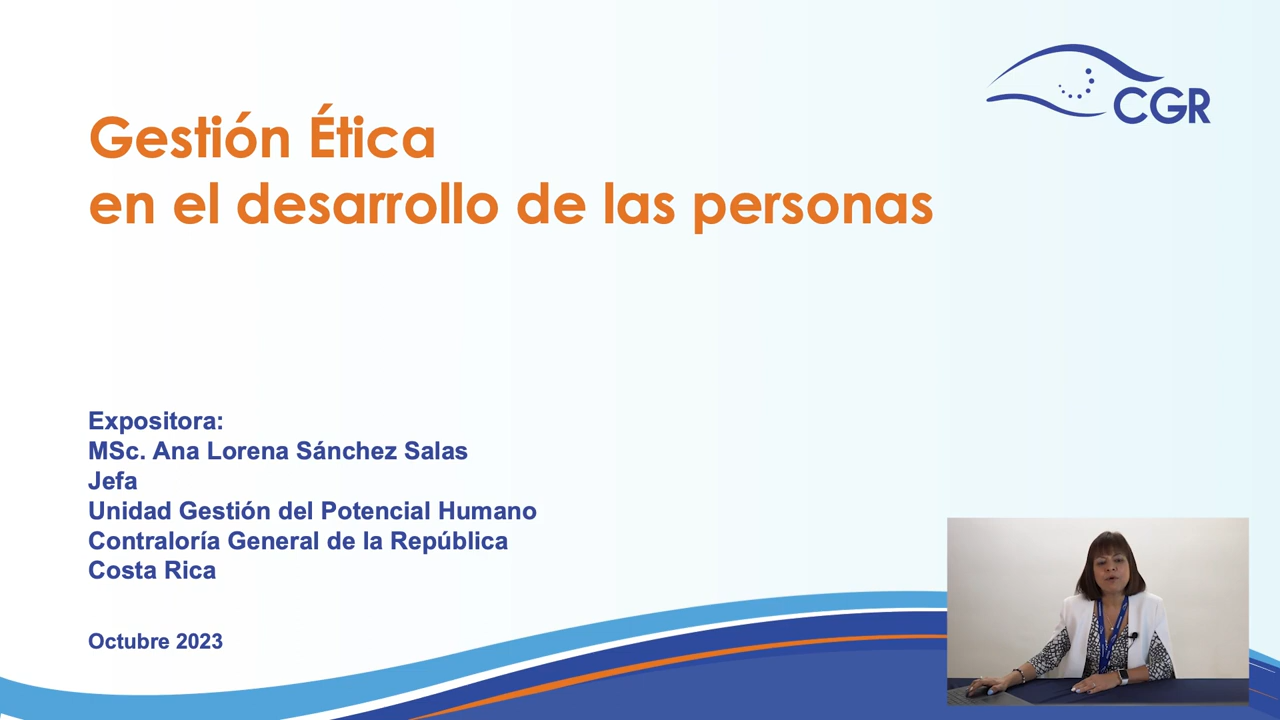 CGR
Gestión Ética
en el desarrollo de las personas
Expositora:
MSc. Ana Lorena Sánchez Salas
Jefa
Unidad Gestión del Potencial Humano
Contraloría General de la República
Costa Rica
Octubre 2023